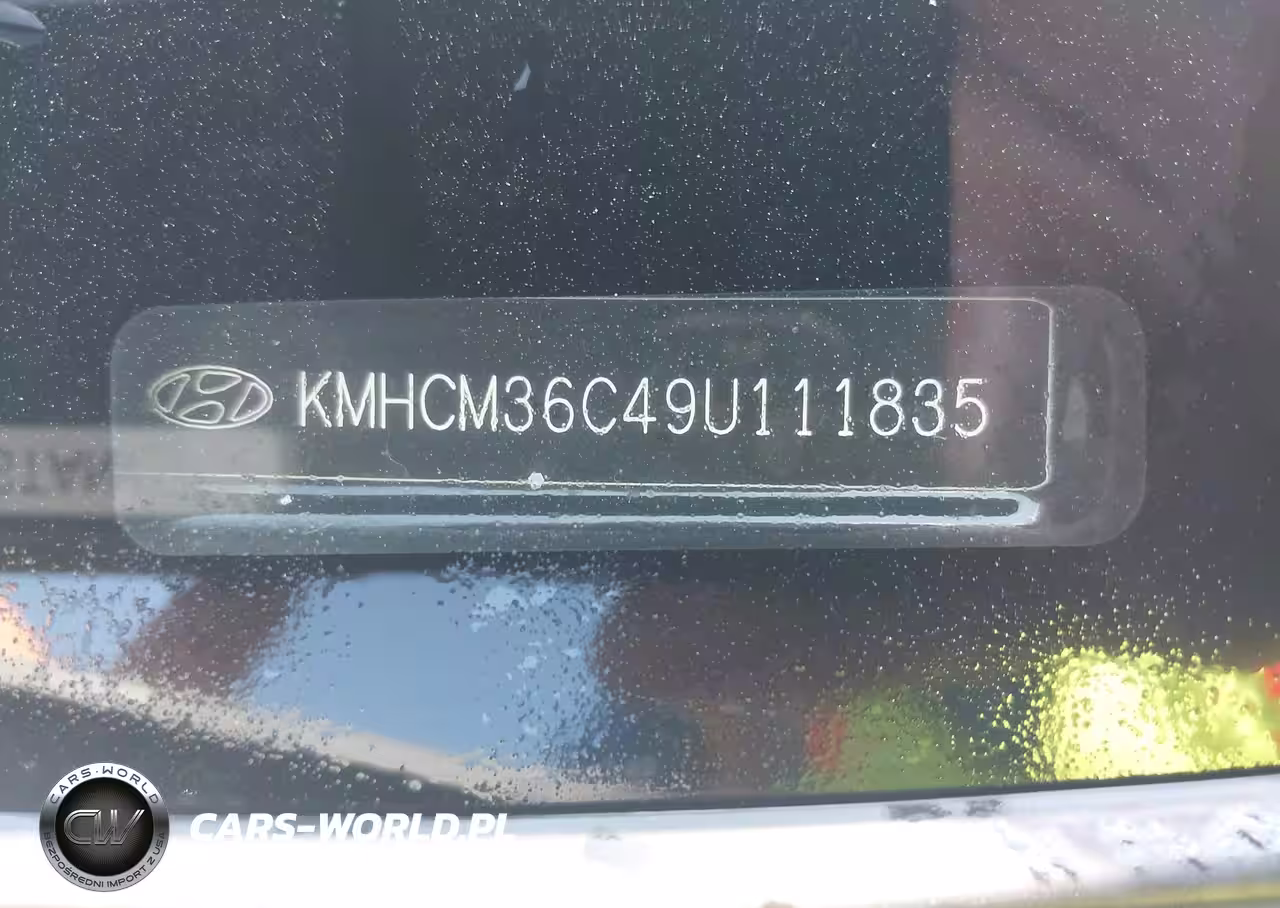 KMHCM36C49U111835
CARS-WORLD
CW
BEZPOŚREDNI IMPORT Z USA
CARS-WORLD.PL